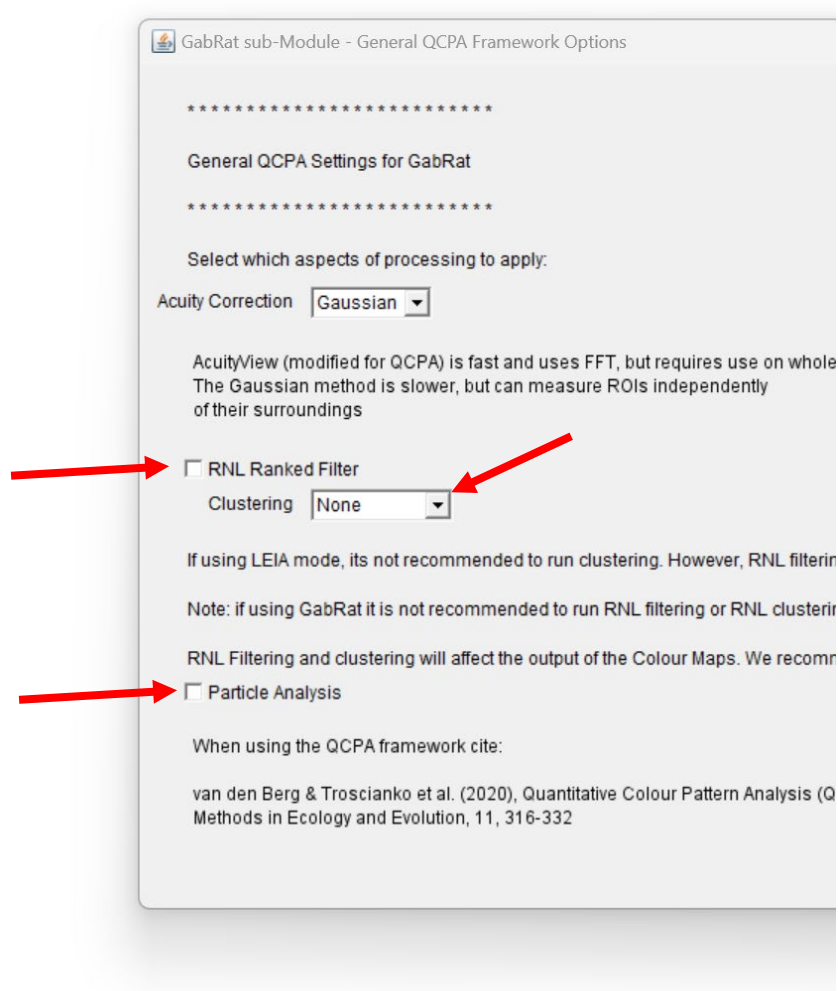 GabRat sub-Module - General QCPA Framework Options
* * * * * * * * * * * * * * * * * * * * * * * * * *
General QCPA Settings for GabRat
* * * * * * * * * * * * * * * * * * * * * * * * * *
Select which aspects of processing to apply:
Acuity Correction Gaussian
AcuityView (modified for QCPA) is fast and uses FFT, but requires use on whole
The Gaussian method is slower, but can measure ROIs independently
of their surroundings
RNL Ranked Filter
Clustering None
If using LEIA mode, its not recommended to run clustering. However, RNL filterin
Note: if using GabRat it is not recommended to run RNL filtering or RNL clusterin
RNL Filtering and clustering will affect the output of the Colour Maps. We recomm
Particle Analysis
When using the QCPA framework cite:
van den Berg & Troscianko et al. (2020), Quantitative Colour Pattern Analysis (Q
Methods in Ecology and Evolution, 11, 316-332